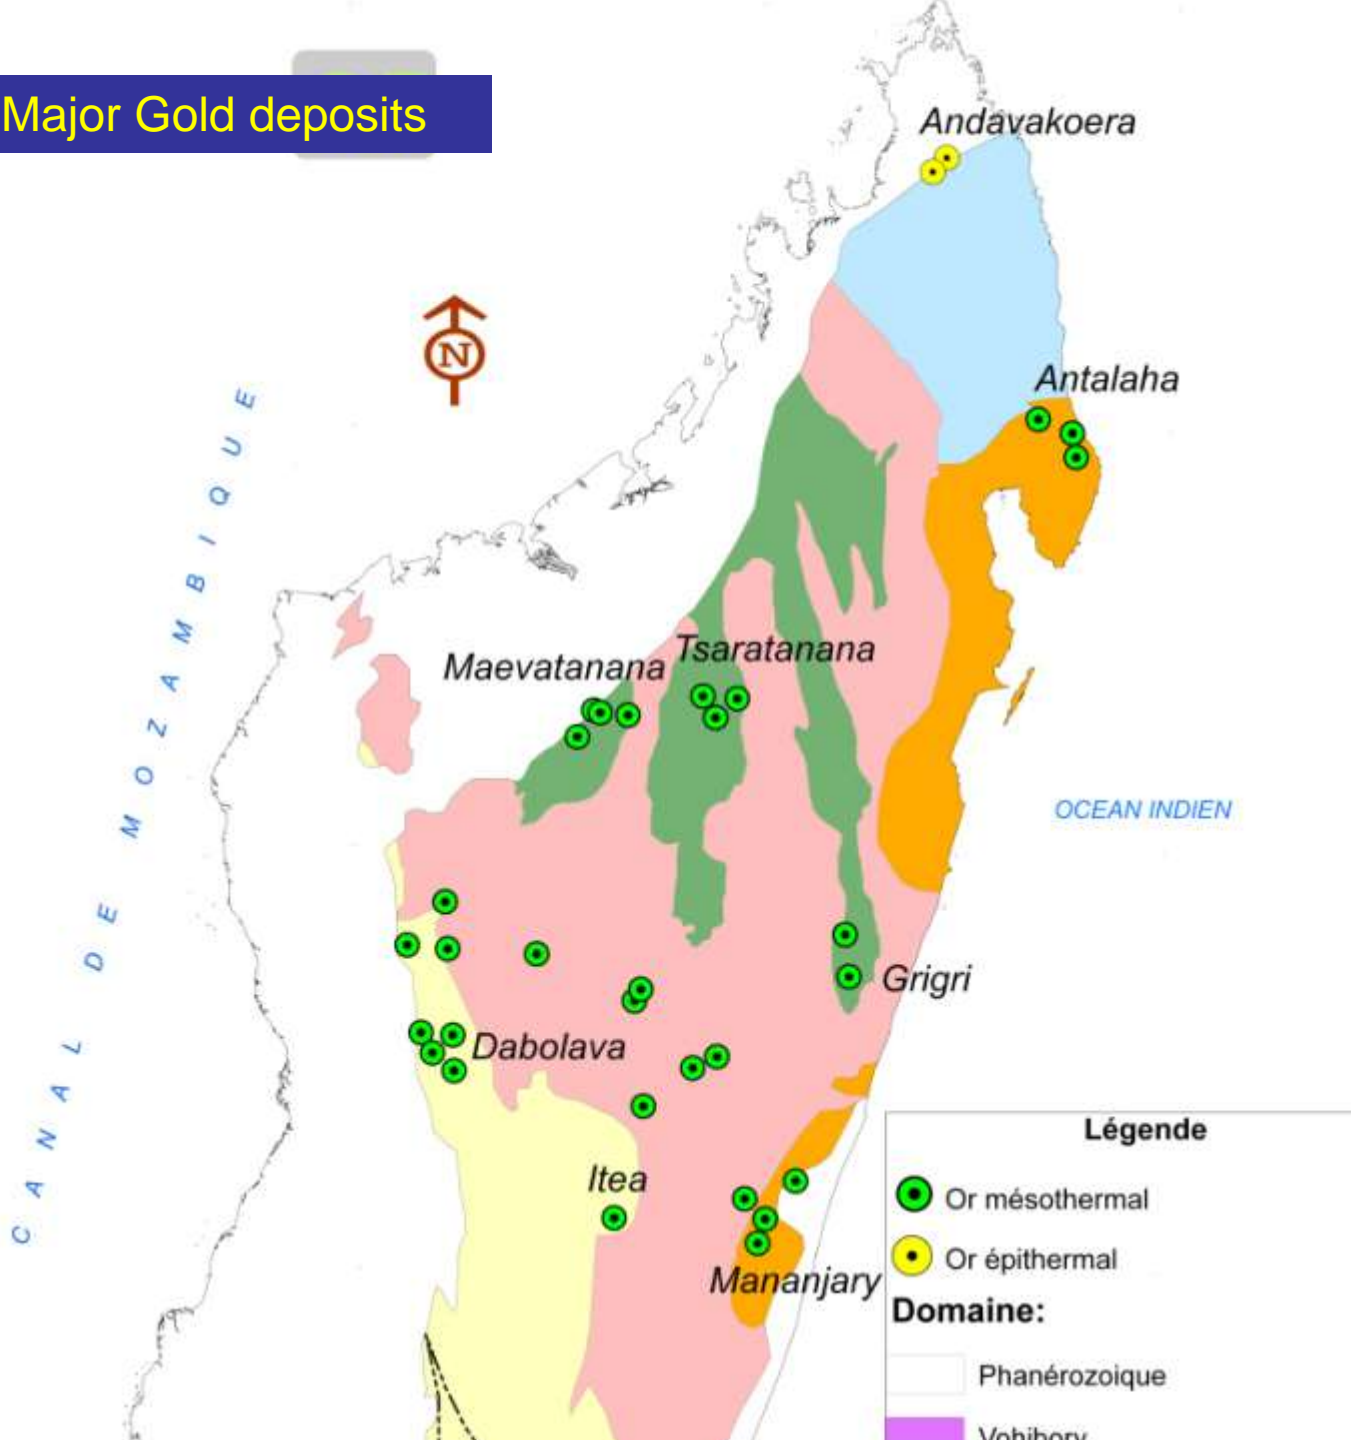 Major Gold deposits
Andavakoera
N
Antalaha
CANAL DE MOZAMBIQUE
Tsaratanana
Maevatanana
OCEAN INDIEN
Grigri
Dabolava
Itea
Mananjary
Légende
Or mésothermal
Or épithermal
Domaine:
Phanérozoique
Vohibory